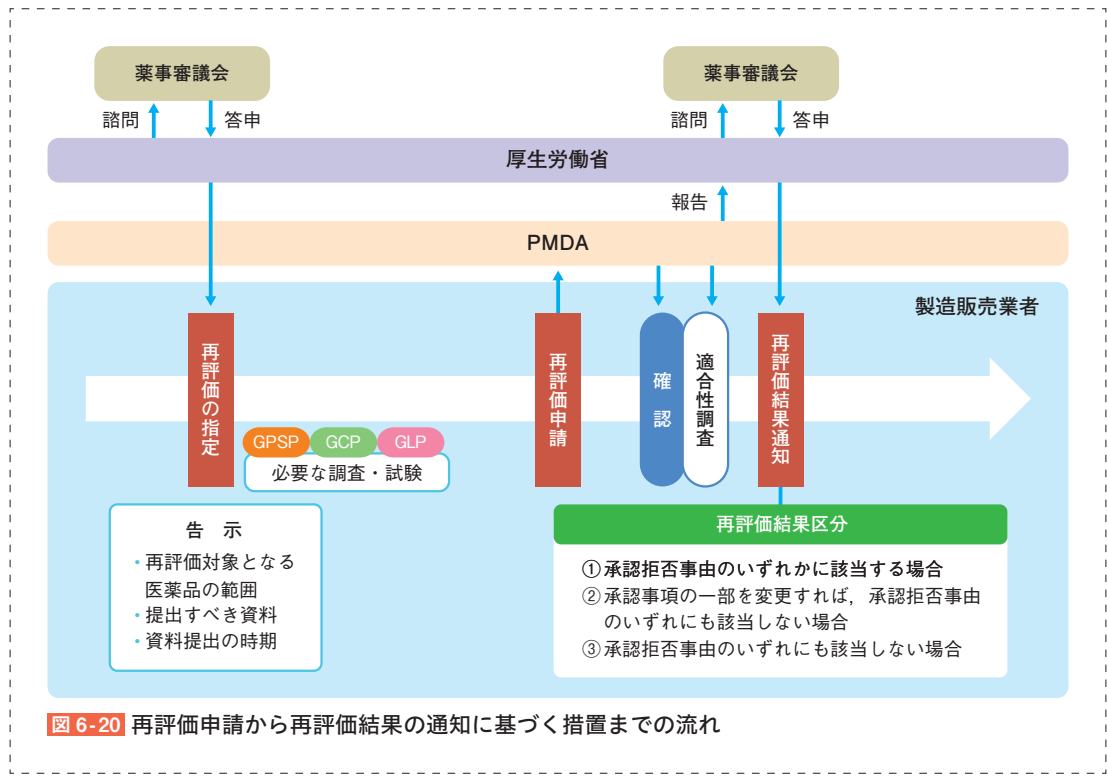 薬事審議会
薬事審議会
諮問
答申
諮問
答申
厚生労働省
報告
PMDA
製造販売業者
再評価の指定
再評価申請
確認
適合性調査
再評価結果通知
GPSP
GCP
GLP
必要な調査・試験
告 示
・再評価対象となる
医薬品の範囲
・提出すべき資料
・資料提出の時期
再評価結果区分
①承認拒否事由のいずれかに該当する場合
②承認事項の一部を変更すれば，承認拒否事由
のいずれにも該当しない場合
③承認拒否事由のいずれにも該当しない場合
図 6-20 再評価申請から再評価結果の通知に基づく措置までの流れ